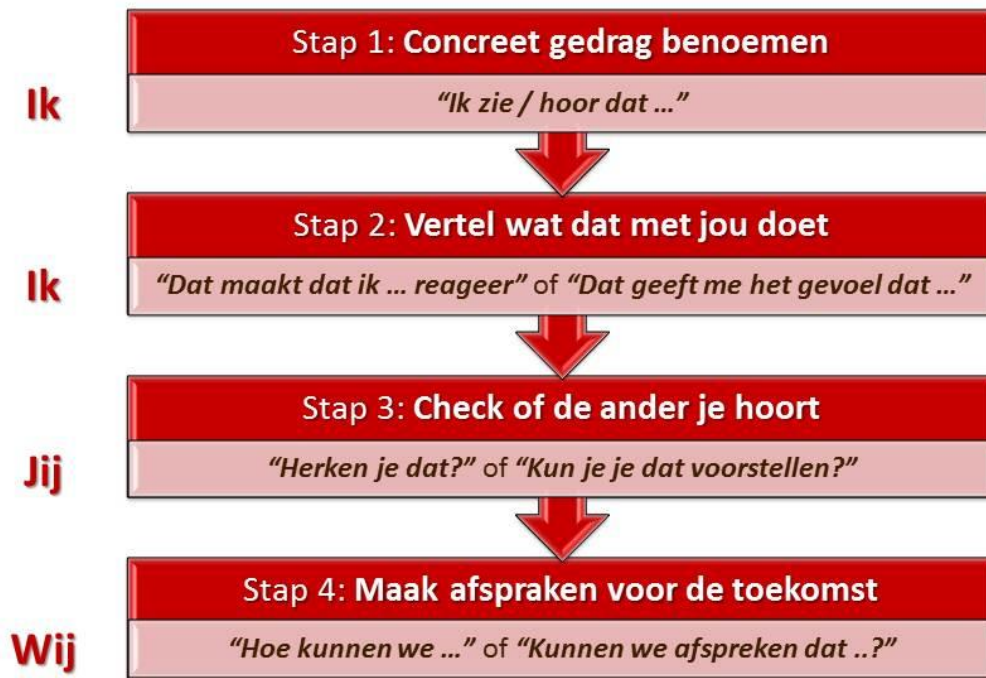 Stap 1: Concreet gedrag benoemen
Ik
“Ik zie / hoor dat …”
Stap 2: Vertel wat dat met jou doet
Ik
“Dat maakt dat ik … reageer” of “Dat geeft me het gevoel dat …”
Stap 3: Check of de ander je hoort
Jij
“Herken je dat?” of “Kun je je dat voorstellen?”
Stap 4: Maak afspraken voor de toekomst
Wij
“Hoe kunnen we …” of “Kunnen we afspreken dat ..?”